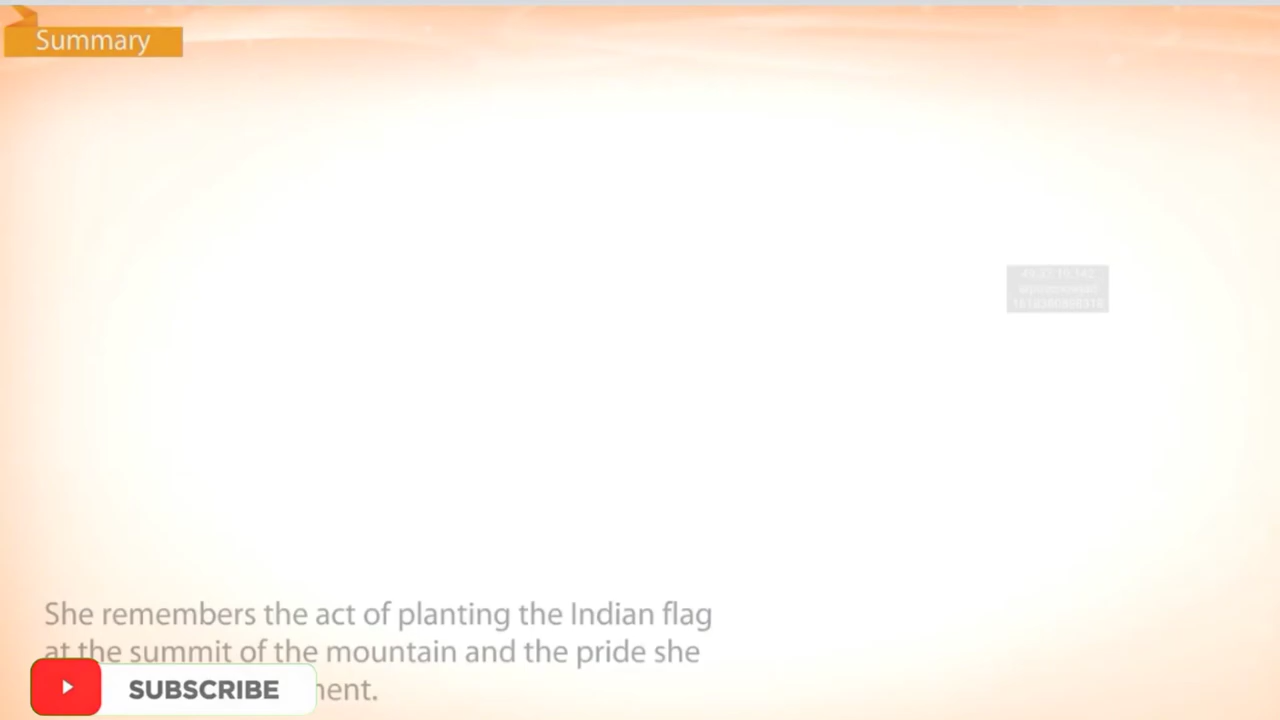 Summary
She remembers the act of planting the Indian flag
at the summit of the mountain and the pride she
SUBSCRIBE